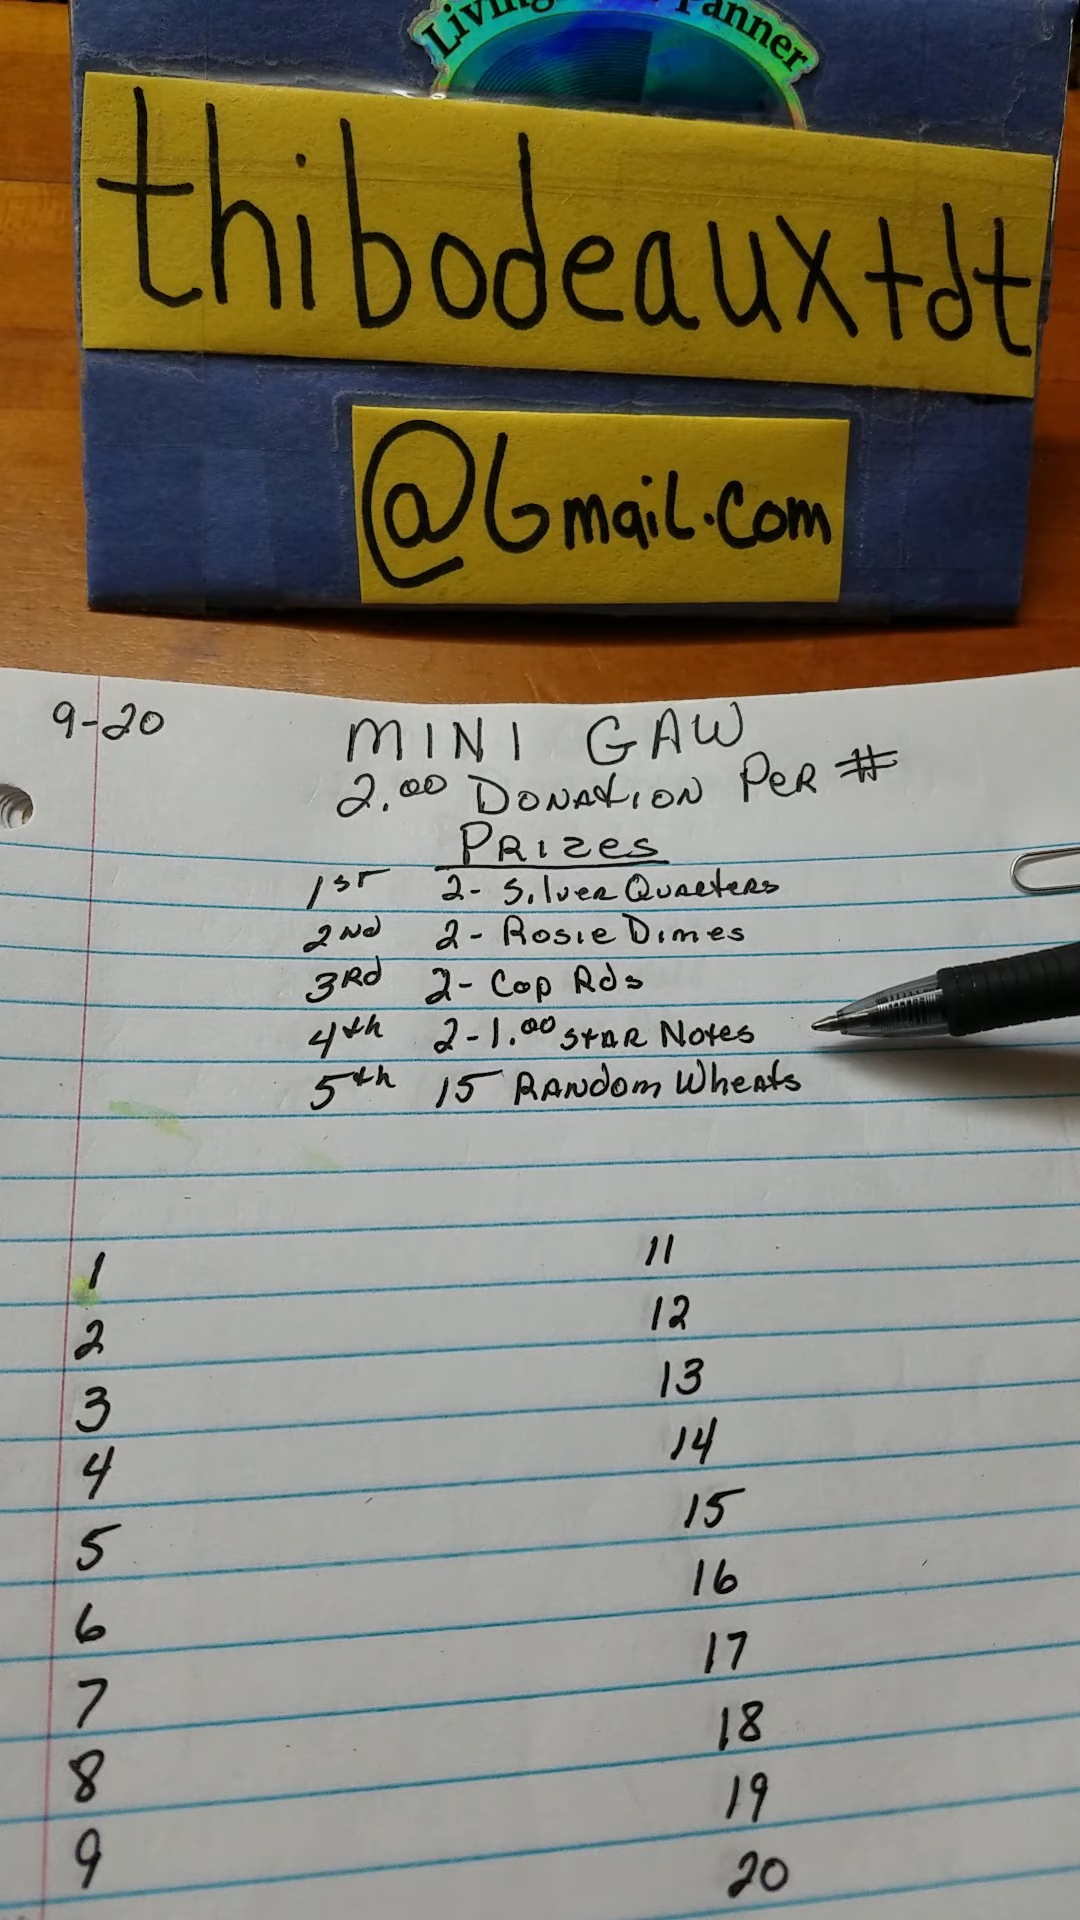 Living Panner
thibodeauxtdt
@Gmail.com
9-20
MINI GAW
2.00 Donation Per #
Prizes
1st 2- Silver Quarters
2nd 2- Rosie Dimes
3rd 2- Cop Rds
4th 2-1.00 Star Notes
5th 15 Random Wheats
1 11
2 12
3 13
4 14
5 15
6 16
7 17
8 18
9 19
20